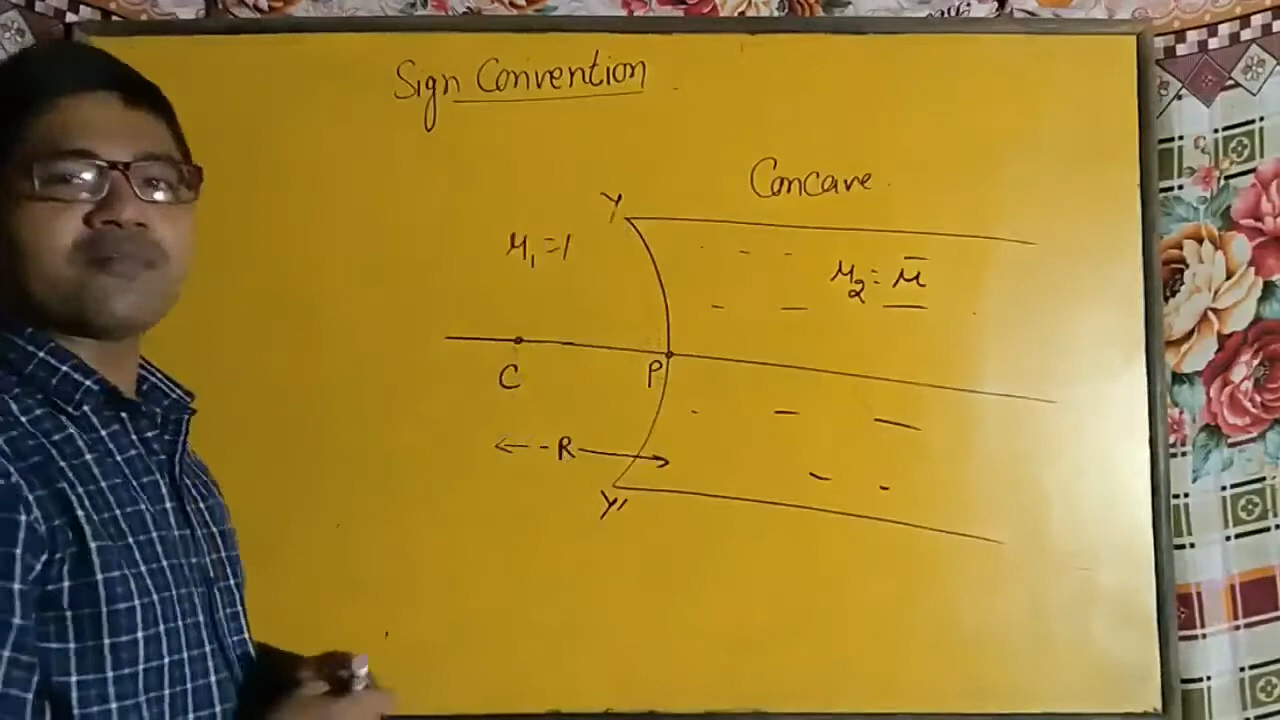 Sign Convention
Concave
Y
μ₁=1
μ₂=μ
C
P
R
Y'